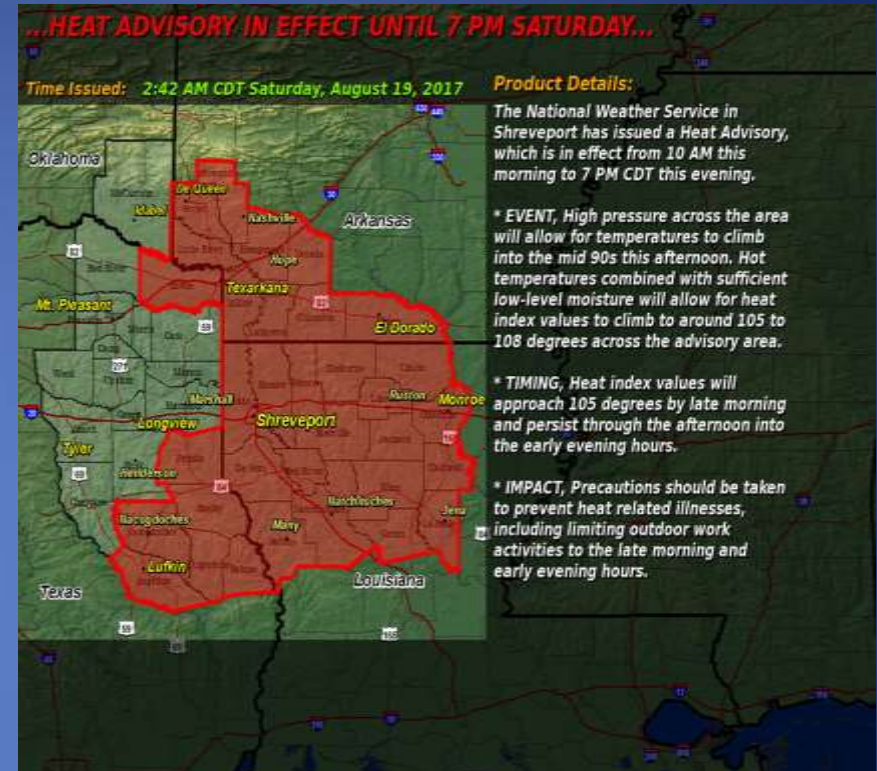 ...HEAT ADVISORY IN EFFECT UNTIL 7 PM SATURDAY...
Time Issued: 2:42 AM CDT Saturday, August 19, 2017
Product Details:
The National Weather Service in
Shreveport has issued a Heat Advisory,
which is in effect from 10 AM this
morning to 7 PM CDT this evening.
* EVENT, High pressure across the area
will allow for temperatures to climb
into the mid 90s this afternoon. Hot
temperatures combined with sufficient
low-level moisture will allow for heat
index values to climb to around 105 to
108 degrees across the advisory area.
* TIMING, Heat index values will
approach 105 degrees by late morning
and persist through the afternoon into
the early evening hours.
* IMPACT, Precautions should be taken
to prevent heat related illnesses,
including limiting outdoor work
activities to the late morning and
early evening hours.
Oklahoma
De Queen
Idabel
Nashville
Arkansas
Hope
Texarkana
Mt. Pleasant
El Dorado
Marshall
Ruston
Monroe
Longview
Shreveport
Tyler
Henderson
Natchitoches
Nacogdoches
Many
Jena
Lufkin
Texas
Louisiana